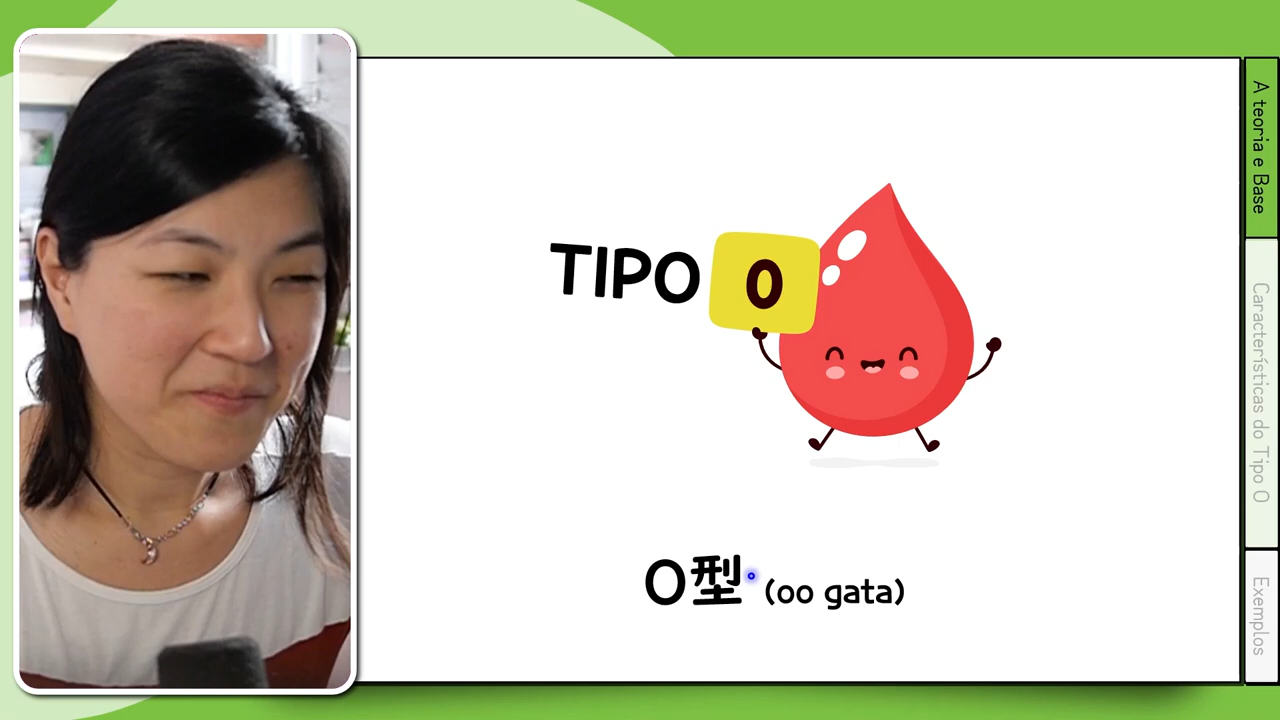 TIPO O
O型 (oo gata)
A teoria e Base
Características do Tipo O
Exemplos